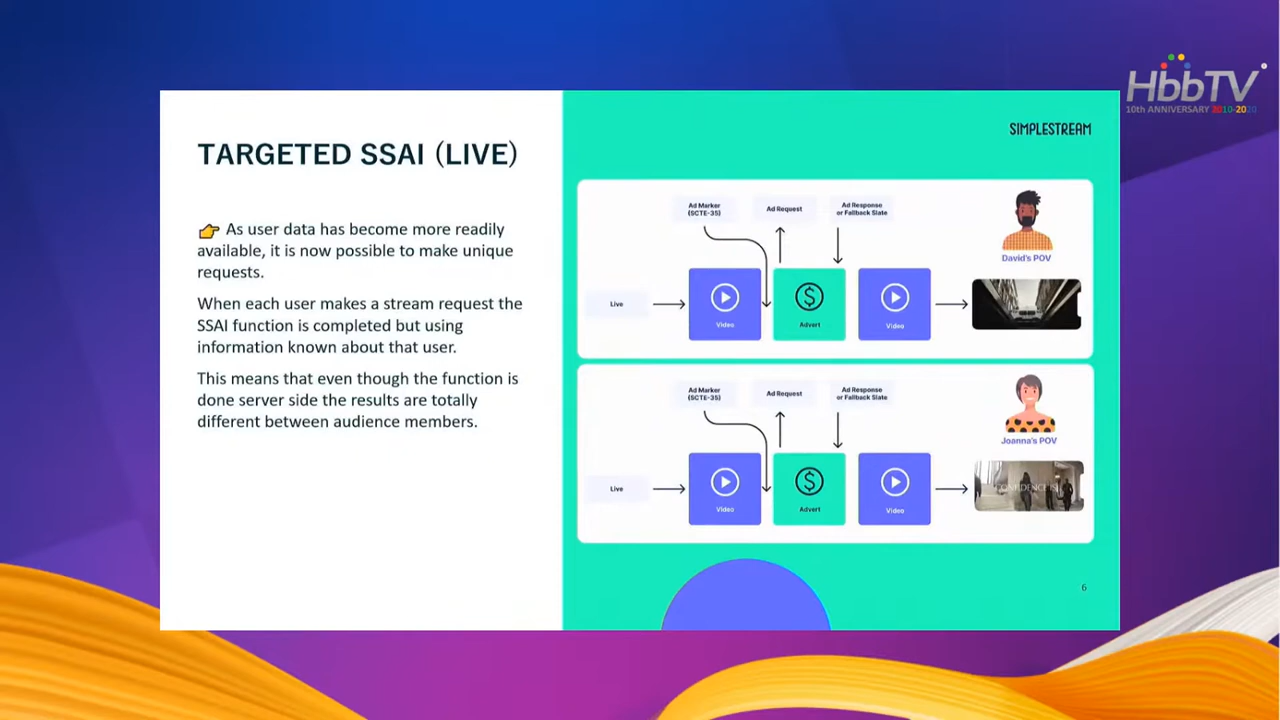 HbbTV
10th ANNIVERSARY 2010-2020
SIMPLESTREAM
TARGETED SSAI (LIVE)
👉 As user data has become more readily
available, it is now possible to make unique
requests.
When each user makes a stream request the
SSAI function is completed but using
information known about that user.
This means that even though the function is
done server side the results are totally
different between audience members.
Ad Marker
(SCTE-35)
Ad Request
Ad Response
or Fallback Slate
David's POV
Live
Video
Advert
Video
Ad Marker
(SCTE-35)
Ad Request
Ad Response
or Fallback Slate
Joanna's POV
Live
Video
Advert
Video
CONFIDENCE IS
6